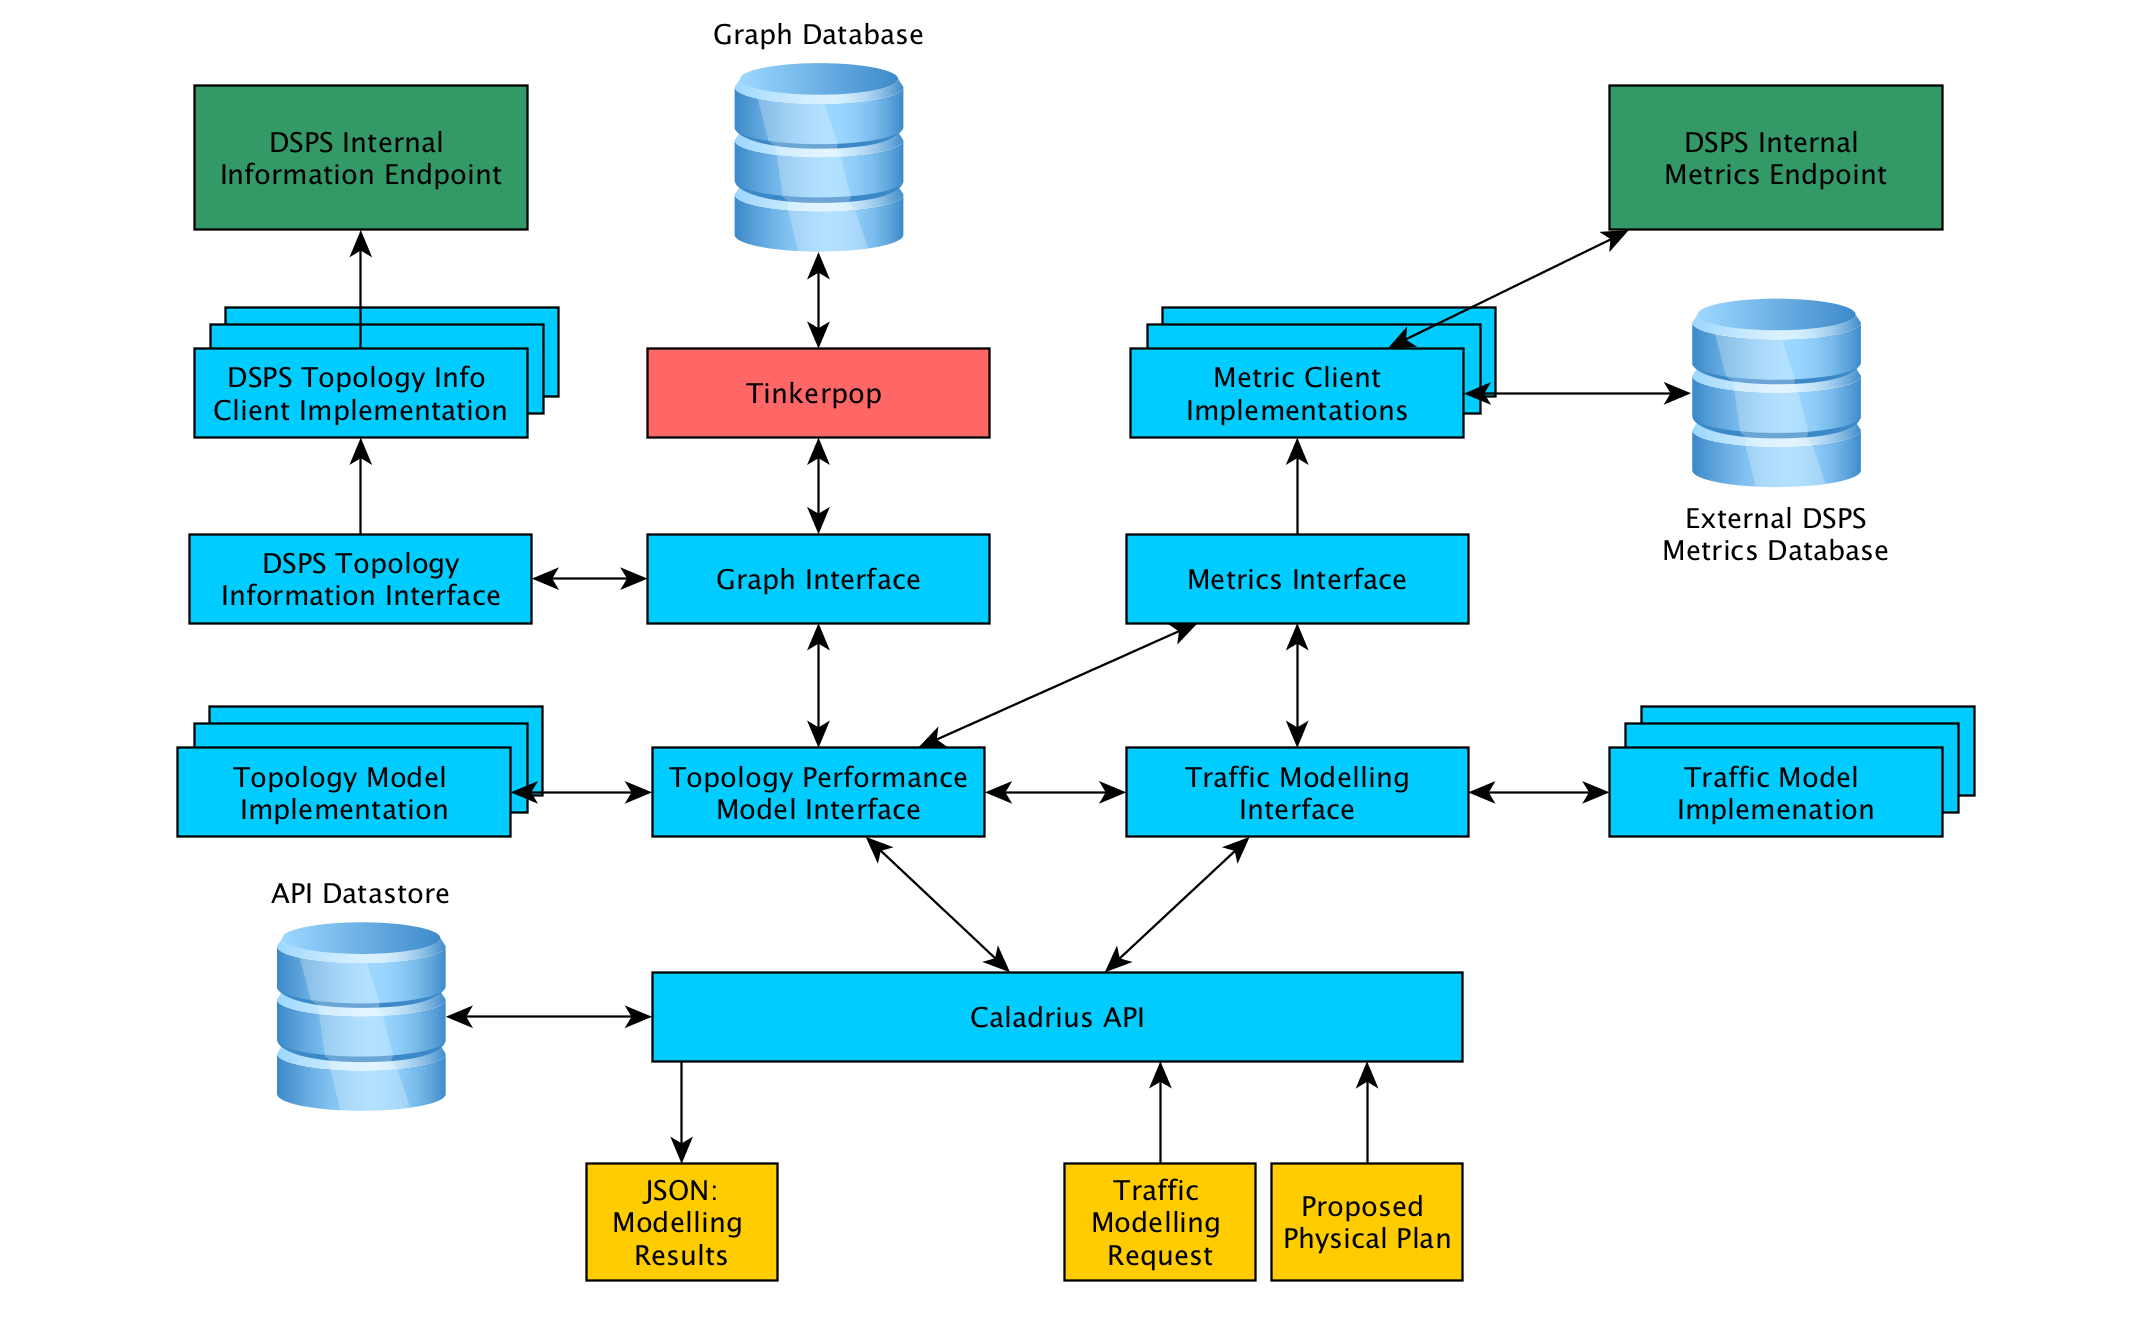 Graph Database
DSPS Internal
Information Endpoint
DSPS Internal
Metrics Endpoint
DSPS Topology Info
Client Implementation
Tinkerpop
Metric Client
Implementations
External DSPS
Metrics Database
DSPS Topology
Information Interface
Graph Interface
Metrics Interface
Topology Model
Implementation
Topology Performance
Model Interface
Traffic Modelling
Interface
Traffic Model
Implemenation
API Datastore
Caladrius API
JSON:
Modelling
Results
Traffic
Modelling
Request
Proposed
Physical Plan